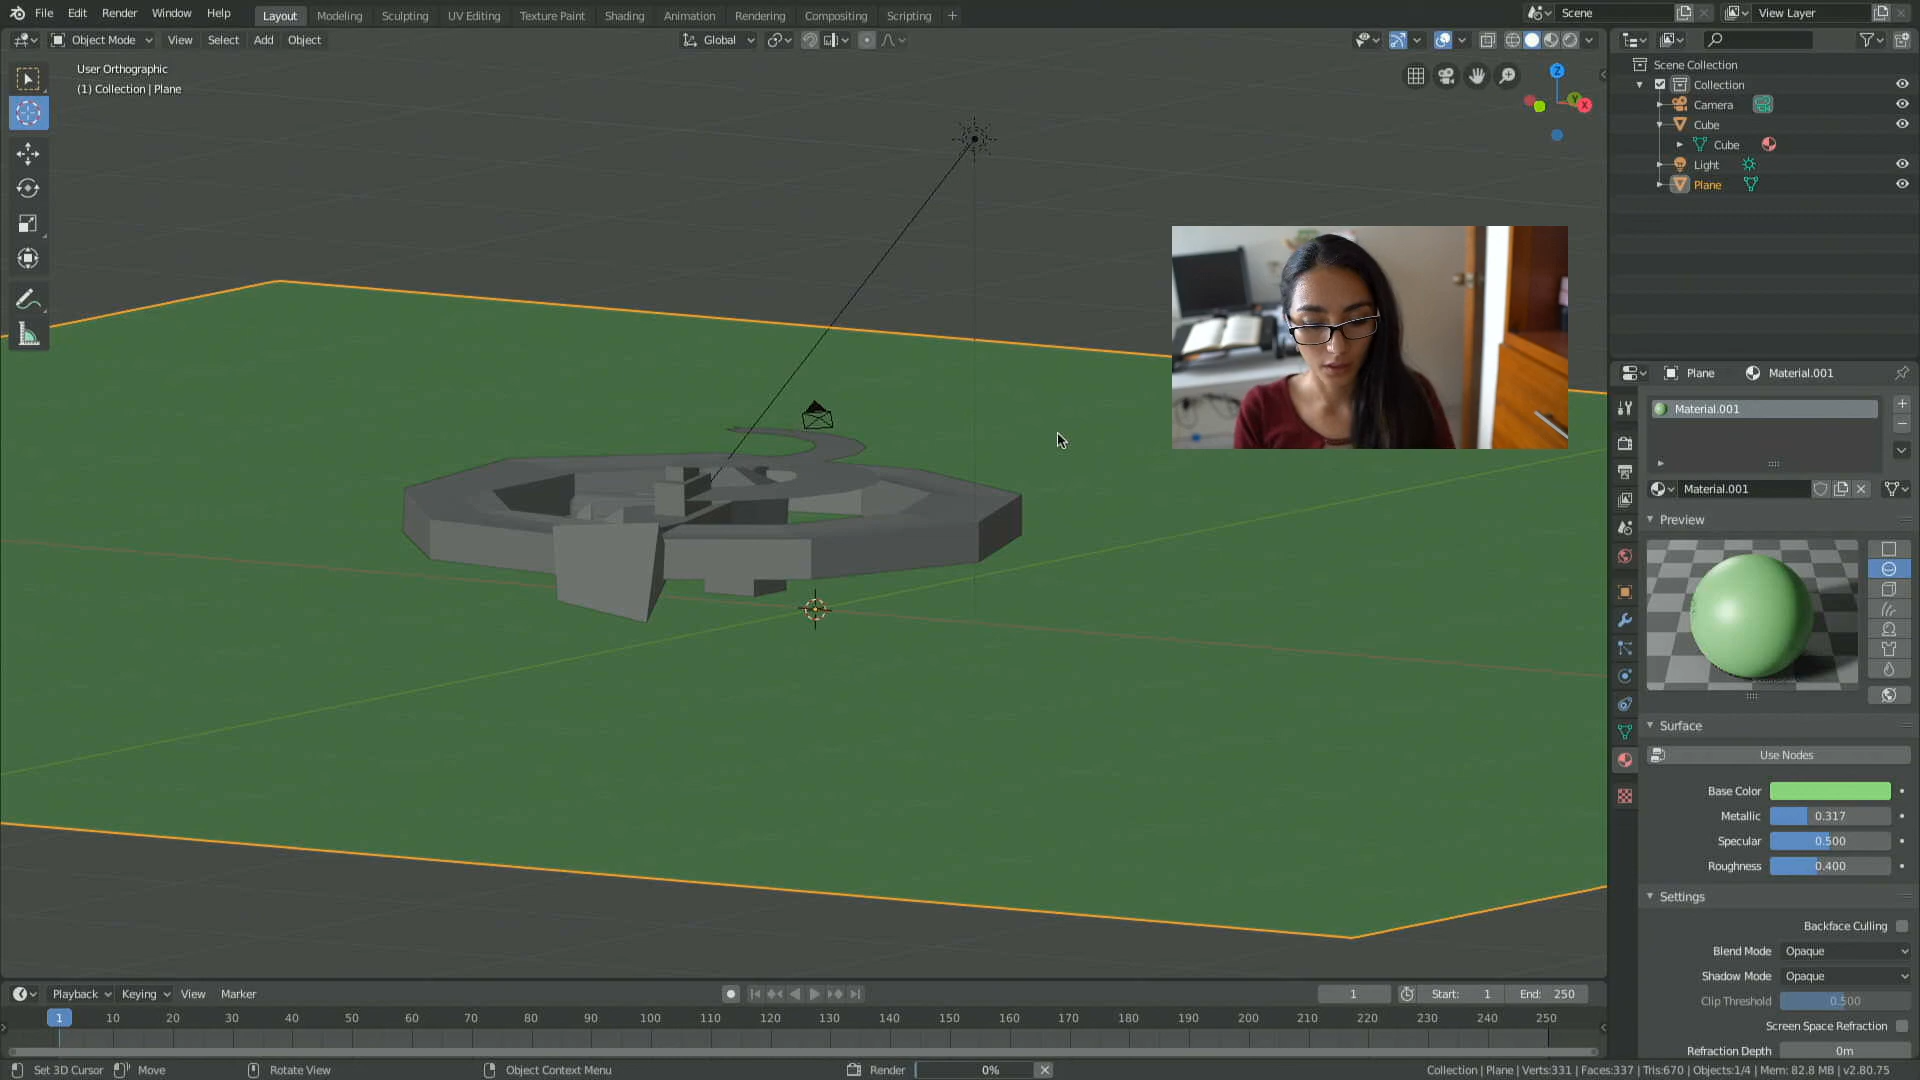 File Edit Render Window Help Layout Modeling Sculpting UV Editing Texture Paint Shading Animation Rendering Compositing Scripting + Scene View Layer
Object Mode View Select Add Object Global
User Orthographic
(1) Collection | Plane
Z
Y
X
Scene Collection
Collection
Camera
Cube
Cube
Light
Plane
Plane Material.001
Material.001
Material.001
Preview
Surface
Use Nodes
Base Color
Metallic 0.317
Specular 0.500
Roughness 0.400
Settings
Backface Culling
Blend Mode Opaque
Shadow Mode Opaque
Clip Threshold 0.500
Screen Space Refraction
Refraction Depth 0m
Playback Keying View Marker 1 Start: 1 End: 250
1 10 20 30 40 50 60 70 80 90 100 110 120 130 140 150 160 170 180 190 200 210 220 230 240 250
Set 3D Cursor Move Rotate View Object Context Menu Render 0% Collection | Plane | Verts:331 | Faces:337 | Tris:670 | Objects:1/4 | Mem: 82.8 MB | v2.80.75